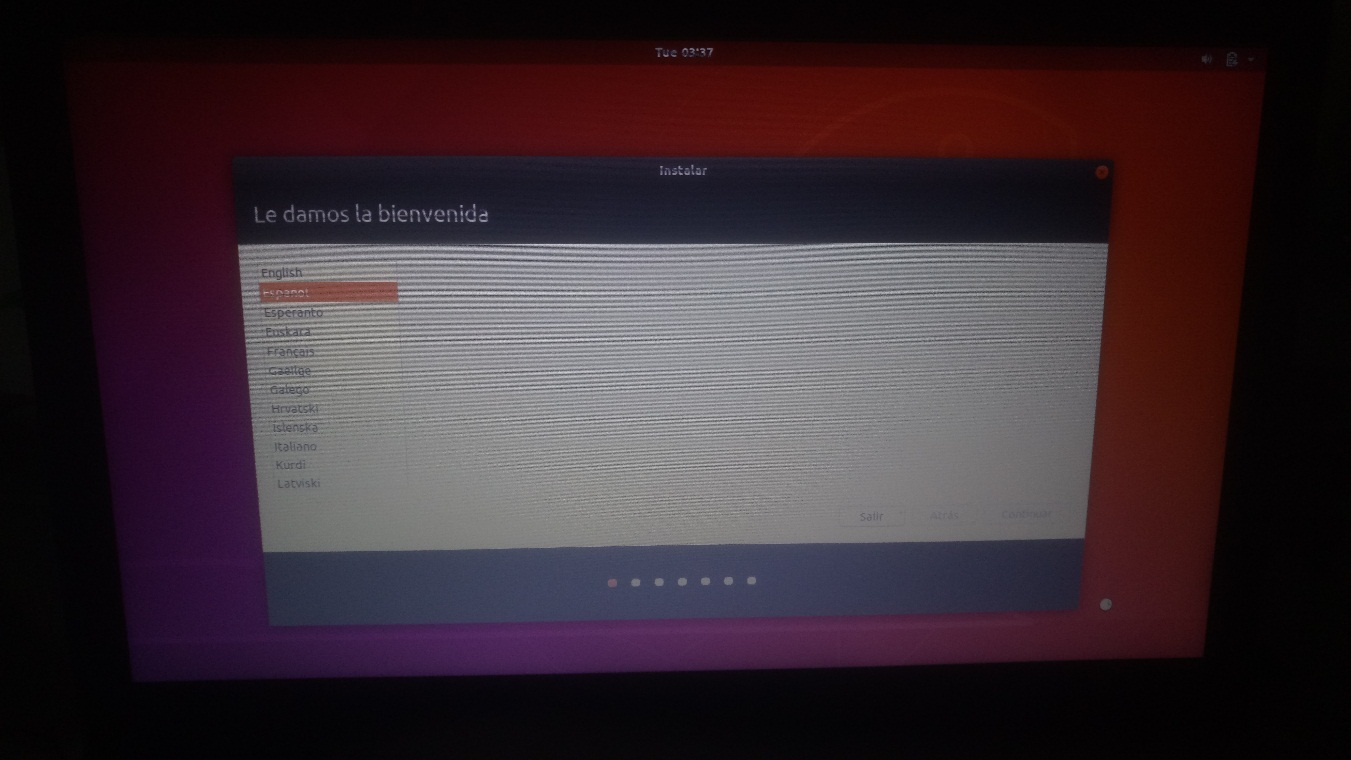 Tue 03:37
Instalar
Le damos la bienvenida
English
Español
Esperanto
Euskara
Français
Gaeilge
Galego
Hrvatski
Íslenska
Italiano
Kurdî
Latviski
Salir Atrás Continuar